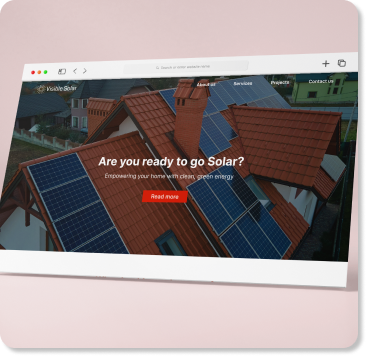 Search or enter website name
Visible Solar
About us
Services
Projects
Contact us
Are you ready to go Solar?
Empowering your home with clean, green energy
Read more